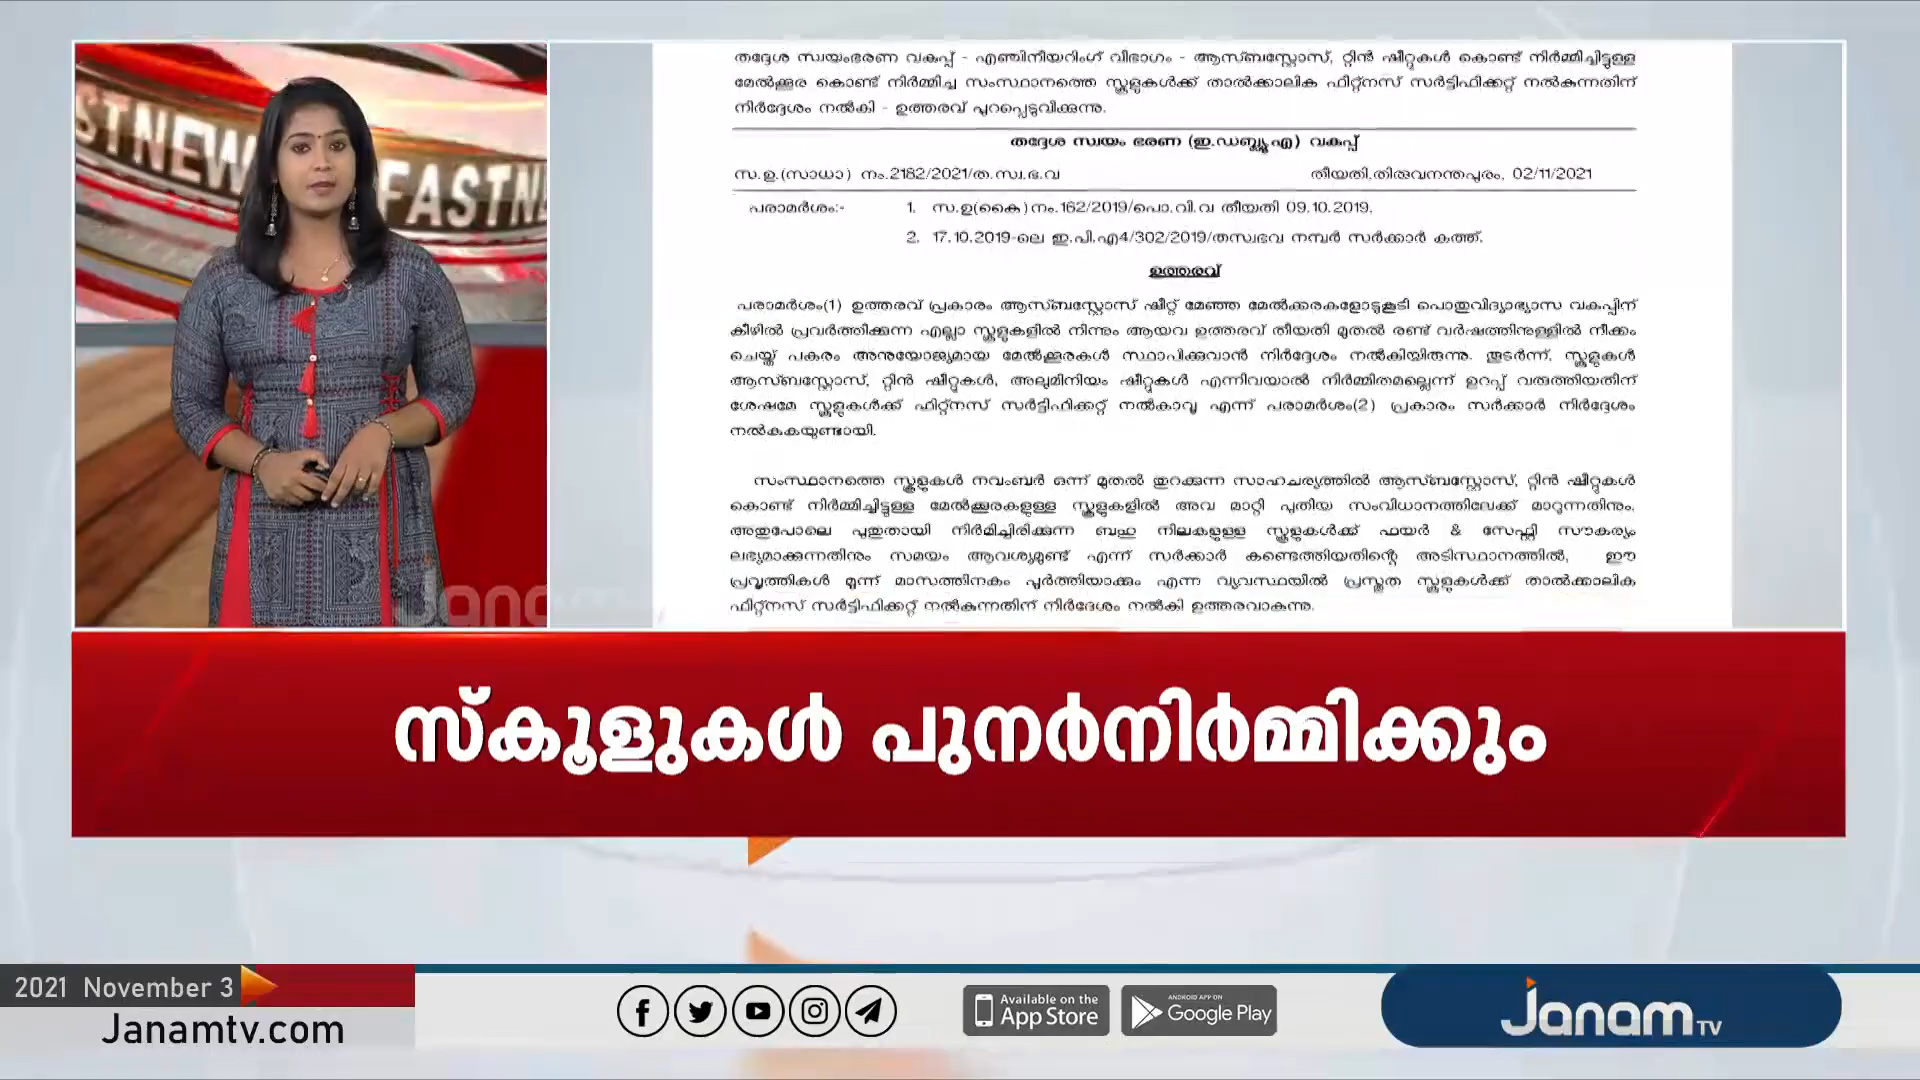 STNEW FASTNE
തദ്ദേശ സ്വയംഭരണ വകുപ്പ് - എഞ്ചിനീയറിംഗ് വിഭാഗം - ആസ്ബസ്റ്റോസ്, റ്റിൻ ഷീറ്റുകൾ കൊണ്ട് നിർമ്മിച്ചിട്ടുള്ള
മേൽക്കൂര കൊണ്ട് നിർമ്മിച്ച സംസ്ഥാനത്തെ സ്കൂളുകൾക്ക് താൽക്കാലിക ഫിറ്റ്നസ് സർട്ടിഫിക്കറ്റ് നൽകുന്നതിന്
നിർദ്ദേശം നൽകി - ഉത്തരവ് പുറപ്പെടുവിക്കുന്നു.
തദ്ദേശ സ്വയം ഭരണ (ഇ.ഡബ്ല്യൂ.എ) വകുപ്പ്
സ.ഉ.(സാധാ) നം.2182/2021/ത.സ്വ.ഭ.വ തീയതി.തിരുവനന്തപുരം, 02/11/2021
പരാമർശം:- 1. സ.ഉ(കൈ)നം.162/2019/പൊ.വി.വ തീയതി 09.10.2019.
2. 17.10.2019-ലെ ഇ.പി.എ4/302/2019/തസ്വഭവ നമ്പർ സർക്കാർ കത്ത്.
ഉത്തരവ്
പരാമർശം(1) ഉത്തരവ് പ്രകാരം ആസ്ബസ്റ്റോസ് ഷീറ്റ് മേഞ്ഞ മേൽക്കൂരകളോടുകൂടി പൊതുവിദ്യാഭ്യാസ വകുപ്പിന്
കീഴിൽ പ്രവർത്തിക്കുന്ന എല്ലാ സ്കൂളുകളിൽ നിന്നും ആയവ ഉത്തരവ് തീയതി മുതൽ രണ്ട് വർഷത്തിനുള്ളിൽ നീക്കം
ചെയ്ത് പകരം അനുയോജ്യമായ മേൽക്കൂരകൾ സ്ഥാപിക്കുവാൻ നിർദ്ദേശം നൽകിയിരുന്നു. തുടർന്ന്, സ്കൂളുകൾ
ആസ്ബസ്റ്റോസ്, റ്റിൻ ഷീറ്റുകൾ, അലുമിനിയം ഷീറ്റുകൾ എന്നിവയാൽ നിർമ്മിതമല്ലെന്ന് ഉറപ്പ് വരുത്തിയതിന്
ശേഷമേ സ്കൂളുകൾക്ക് ഫിറ്റ്നസ് സർട്ടിഫിക്കറ്റ് നൽകാവൂ എന്ന് പരാമർശം(2) പ്രകാരം സർക്കാർ നിർദ്ദേശം
നൽകുകയുണ്ടായി.
സംസ്ഥാനത്തെ സ്കൂളുകൾ നവംബർ ഒന്ന് മുതൽ തുറക്കുന്ന സാഹചര്യത്തിൽ ആസ്ബസ്റ്റോസ്, റ്റിൻ ഷീറ്റുകൾ
കൊണ്ട് നിർമ്മിച്ചിട്ടുള്ള മേൽക്കൂരകളുള്ള സ്കൂളുകളിൽ അവ മാറ്റി പുതിയ സംവിധാനത്തിലേക്ക് മാറുന്നതിനും,
അതുപോലെ പുതുതായി നിർമിച്ചിരിക്കുന്ന ബഹു നിലകളുള്ള സ്കൂളുകൾക്ക് ഫയർ & സേഫ്റ്റി സൗകര്യം
ലഭ്യമാക്കുന്നതിനും സമയം ആവശ്യമുണ്ട് എന്ന് സർക്കാർ കണ്ടെത്തിയതിന്റെ അടിസ്ഥാനത്തിൽ, ഈ
പ്രവൃത്തികൾ മൂന്ന് മാസത്തിനകം പൂർത്തിയാക്കും എന്ന വ്യവസ്ഥയിൽ പ്രസ്തുത സ്കൂളുകൾക്ക് താൽക്കാലിക
ഫിറ്റ്നസ് സർട്ടിഫിക്കറ്റ് നൽകുന്നതിന് നിർദ്ദേശം നൽകി ഉത്തരവാകുന്നു.
Janam
സ്കൂളുകൾ പുനർനിർമ്മിക്കും
2021 November 3
Janamtv.com
Available on the
App Store
ANDROID APP ON
Google Play
Janam TV